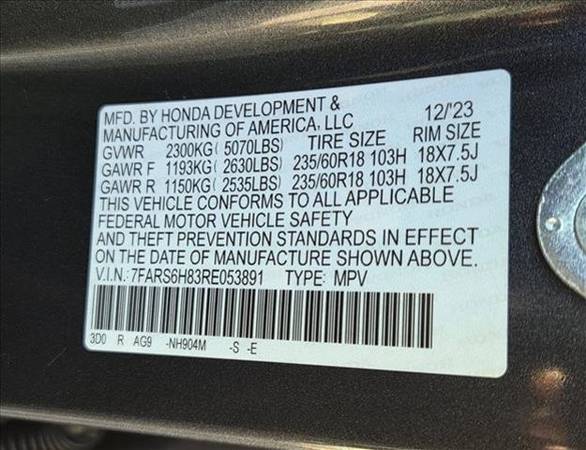 MFD. BY HONDA DEVELOPMENT &
MANUFACTURING OF AMERICA, LLC 12/'23
GVWR 2300KG( 5070LBS) TIRE SIZE RIM SIZE
GAWR F 1193KG( 2630LBS) 235/60R18 103H 18X7.5J
GAWR R 1150KG( 2535LBS) 235/60R18 103H 18X7.5J
THIS VEHICLE CONFORMS TO ALL APPLICABLE
FEDERAL MOTOR VEHICLE SAFETY
AND THEFT PREVENTION STANDARDS IN EFFECT
ON THE DATE OF MANUFACTURE SHOWN ABOVE.
V.I.N.:7FARS6H83RE053891 TYPE: MPV
3D0 R AG9 -NH904M -S -E